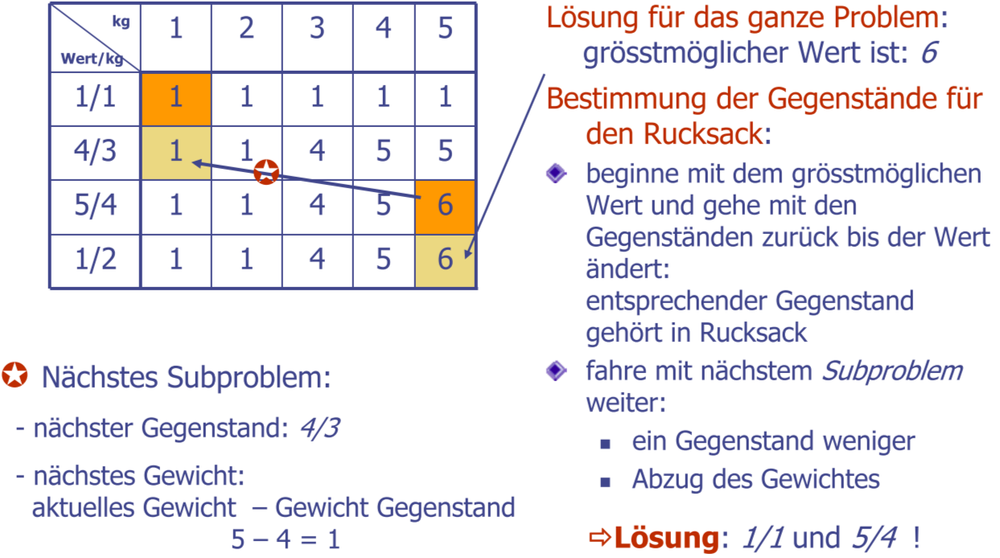 kg 1 2 3 4 5
Wert/kg
1/1 1 1 1 1 1
4/3 1 1 4 5 5
5/4 1 1 4 5 6
1/2 1 1 4 5 6
Nächstes Subproblem:
- nächster Gegenstand: 4/3
- nächstes Gewicht:
aktuelles Gewicht – Gewicht Gegenstand
5 – 4 = 1
Lösung für das ganze Problem:
grösstmöglicher Wert ist: 6
Bestimmung der Gegenstände für
den Rucksack:
beginne mit dem grösstmöglichen
Wert und gehe mit den
Gegenständen zurück bis der Wert
ändert:
entsprechender Gegenstand
gehört in Rucksack
fahre mit nächstem Subproblem
weiter:
ein Gegenstand weniger
Abzug des Gewichtes
⇨Lösung: 1/1 und 5/4 !